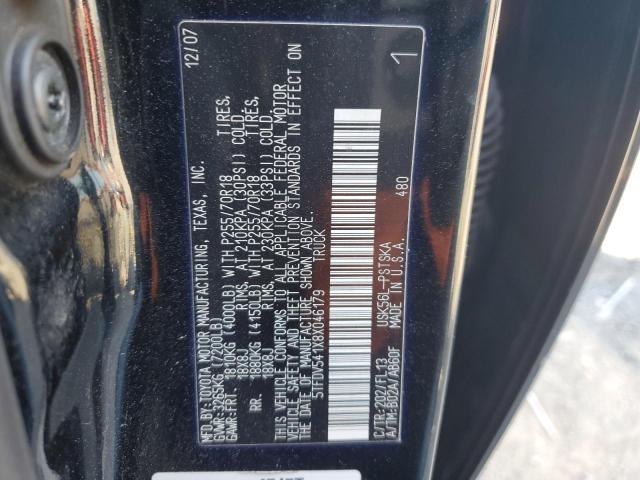 MFD. BY: TOYOTA MOTOR MANUFACTURING, TEXAS, INC. 12/07
GVWR: 3265KG (7200LB)
GAWR: FRT. 1810KG (4000LB) WITH P255/70R18 TIRES,
18X8J RIMS, AT 210KPA (30PSI) COLD,
RR. 1880KG (4150LB) WITH P255/70R18 TIRES,
18X8J RIMS, AT 230KPA (33PSI) COLD,
THIS VEHICLE CONFORMS TO ALL APPLICABLE FEDERAL MOTOR
VEHICLE SAFETY AND THEFT PREVENTION STANDARDS IN EFFECT ON
THE DATE OF MANUFACTURE SHOWN ABOVE.
5TFDV541X8X046179 TRUCK 1
480
C/TR: 202/FL13 USK56L-PSTSKA
A/TM: B02A/AB60F MADE IN U.S.A.